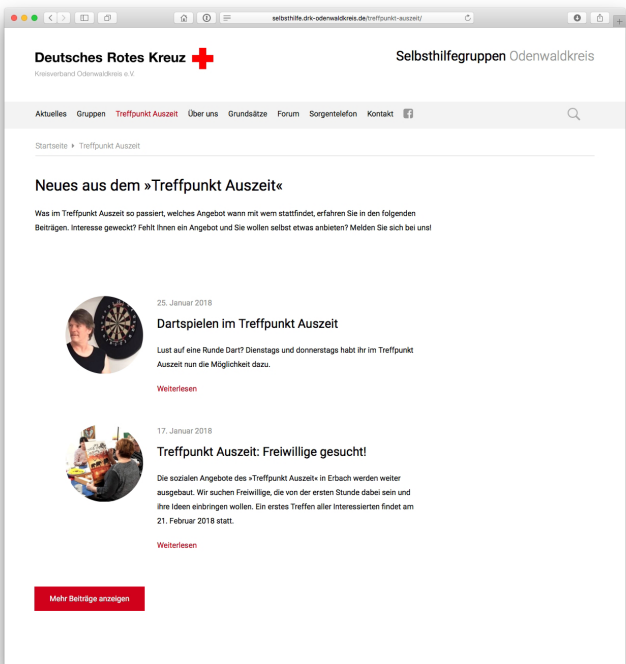 selbsthilfe.drk-odenwaldkreis.de/treffpunkt-auszeit/
Deutsches Rotes Kreuz
Kreisverband Odenwaldkreis e.V.
Selbsthilfegruppen Odenwaldkreis
Aktuelles Gruppen Treffpunkt Auszeit Über uns Grundsätze Forum Sorgentelefon Kontakt
Startseite Treffpunkt Auszeit
Neues aus dem »Treffpunkt Auszeit«
Was im Treffpunkt Auszeit so passiert, welches Angebot wann mit wem stattfindet, erfahren Sie in den folgenden
Beiträgen. Interesse geweckt? Fehlt Ihnen ein Angebot und Sie wollen selbst etwas anbieten? Melden Sie sich bei uns!
25. Januar 2018
Dartspielen im Treffpunkt Auszeit
Lust auf eine Runde Dart? Dienstags und donnerstags habt ihr im Treffpunkt
Auszeit nun die Möglichkeit dazu.
Weiterlesen
17. Januar 2018
Treffpunkt Auszeit: Freiwillige gesucht!
Die sozialen Angebote des »Treffpunkt Auszeit« in Erbach werden weiter
ausgebaut. Wir suchen Freiwillige, die von der ersten Stunde dabei sein und
ihre Ideen einbringen wollen. Ein erstes Treffen aller Interessierten findet am
21. Februar 2018 statt.
Weiterlesen
Mehr Beiträge anzeigen